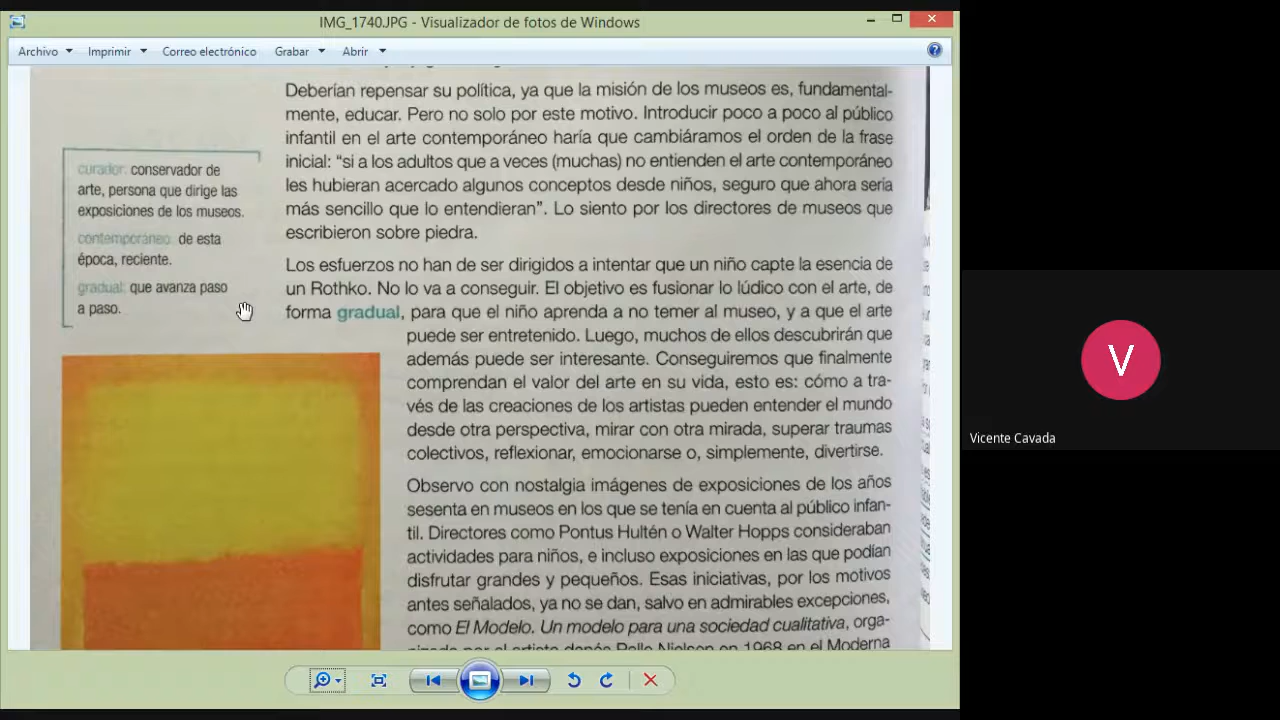 IMG_1740.JPG - Visualizador de fotos de Windows
Archivo Imprimir Correo electrónico Grabar Abrir
Deberían repensar su política, ya que la misión de los museos es, fundamental-
mente, educar. Pero no solo por este motivo. Introducir poco a poco al público
infantil en el arte contemporáneo haría que cambiáramos el orden de la frase
inicial: “si a los adultos que a veces (muchas) no entienden el arte contemporáneo
les hubieran acercado algunos conceptos desde niños, seguro que ahora sería
más sencillo que lo entendieran”. Lo siento por los directores de museos que
escribieron sobre piedra.
curador: conservador de
arte, persona que dirige las
exposiciones de los museos.
contemporáneo: de esta
época, reciente.
gradual: que avanza paso
a paso.
Los esfuerzos no han de ser dirigidos a intentar que un niño capte la esencia de
un Rothko. No lo va a conseguir. El objetivo es fusionar lo lúdico con el arte, de
forma gradual, para que el niño aprenda a no temer al museo, y a que el arte
puede ser entretenido. Luego, muchos de ellos descubrirán que
además puede ser interesante. Conseguiremos que finalmente
comprendan el valor del arte en su vida, esto es: cómo a tra-
vés de las creaciones de los artistas pueden entender el mundo
desde otra perspectiva, mirar con otra mirada, superar traumas
colectivos, reflexionar, emocionarse o, simplemente, divertirse.
Observo con nostalgia imágenes de exposiciones de los años
sesenta en museos en los que se tenía en cuenta al público infan-
til. Directores como Pontus Hultén o Walter Hopps consideraban
actividades para niños, e incluso exposiciones en las que podían
disfrutar grandes y pequeños. Esas iniciativas, por los motivos
antes señalados, ya no se dan, salvo en admirables excepciones,
como El Modelo. Un modelo para una sociedad cualitativa, orga-
nizada por el artista danés Palle Nielsen en 1968 en el Moderna
V
Vicente Cavada